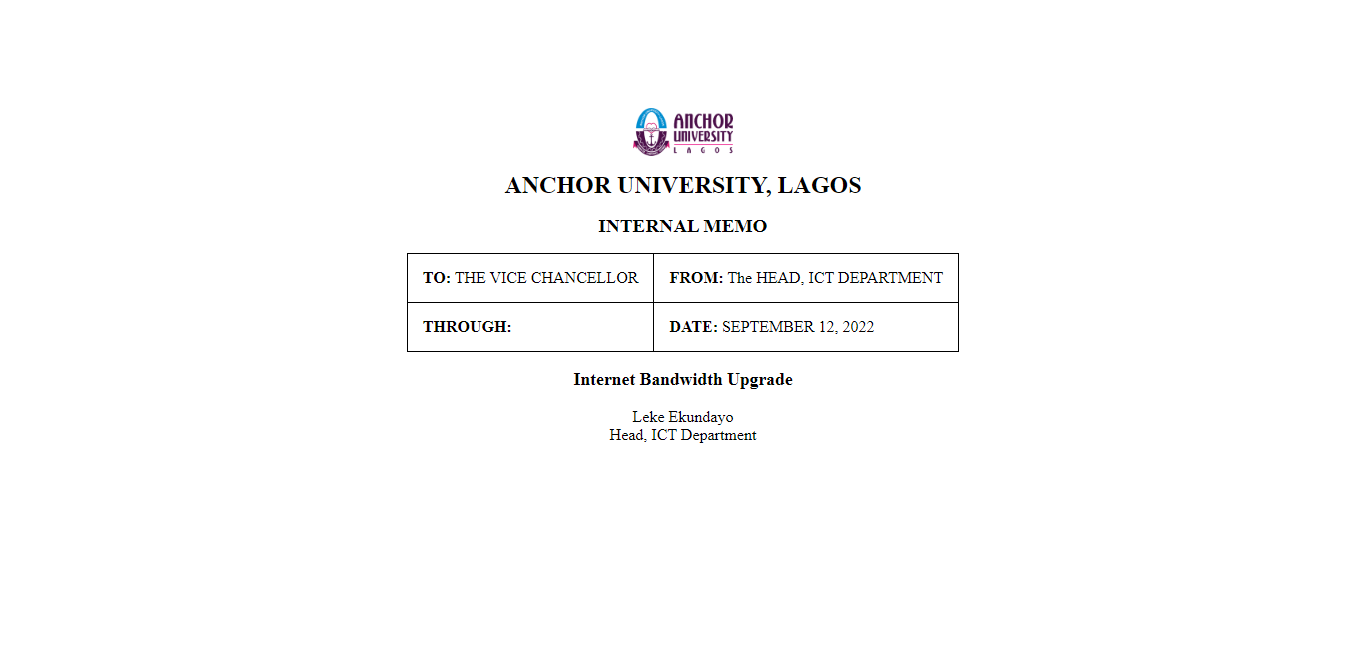 ANCHOR
UNIVERSITY
LAGOS
ANCHOR UNIVERSITY, LAGOS
INTERNAL MEMO
TO: THE VICE CHANCELLOR
FROM: The HEAD, ICT DEPARTMENT
THROUGH:
DATE: SEPTEMBER 12, 2022
Internet Bandwidth Upgrade
Leke Ekundayo
Head, ICT Department